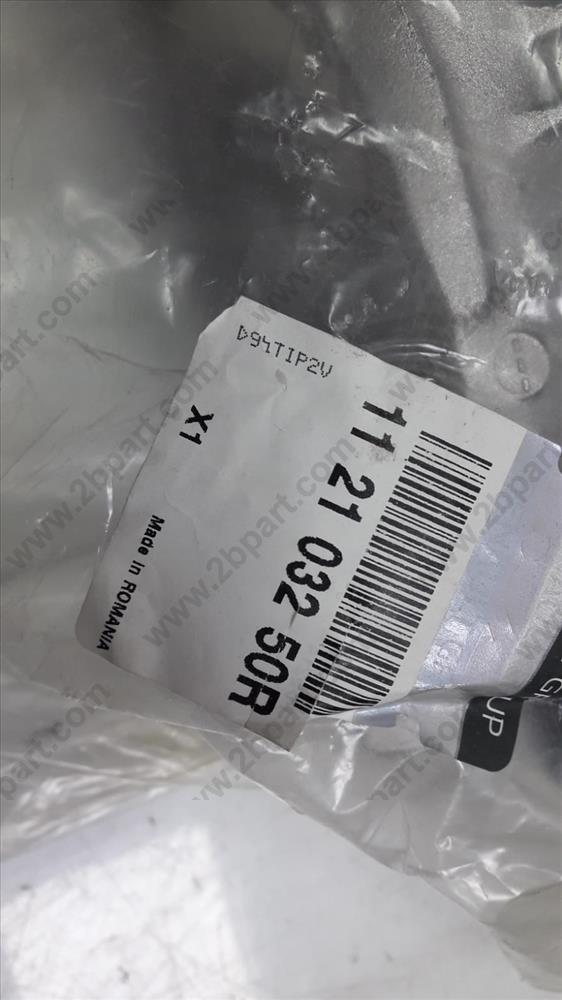 D94TIP2V
11 21 032 50R
X1
Made in ROMANIA
UP
www.2bpart.com